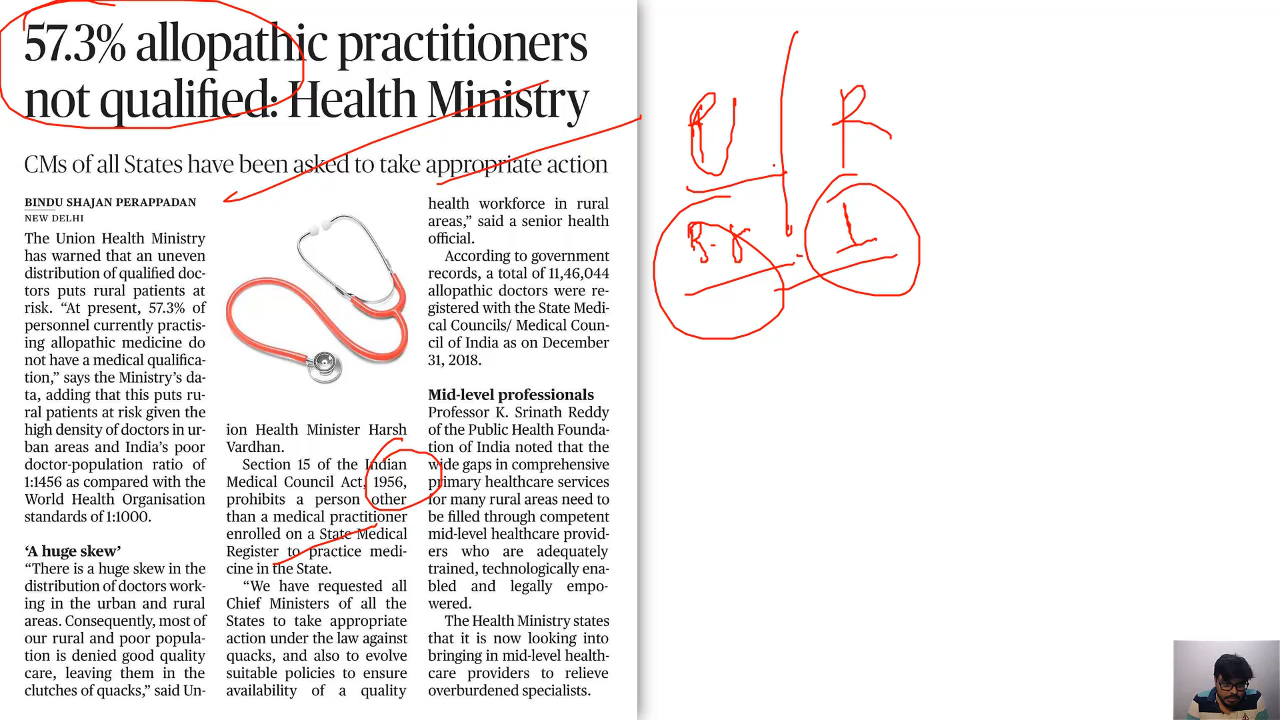 57.3% allopathic practitioners
not qualified: Health Ministry
CMs of all States have been asked to take appropriate action
BINDU SHAJAN PERAPPADAN
NEW DELHI
The Union Health Ministry
has warned that an uneven
distribution of qualified doc-
tors puts rural patients at
risk. “At present, 57.3% of
personnel currently practis-
ing allopathic medicine do
not have a medical qualifica-
tion,” says the Ministry’s da-
ta, adding that this puts ru-
ral patients at risk given the
high density of doctors in ur-
ban areas and India’s poor
doctor-population ratio of
1:1456 as compared with the
World Health Organisation
standards of 1:1000.
‘A huge skew’
“There is a huge skew in the
distribution of doctors work-
ing in the urban and rural
areas. Consequently, most of
our rural and poor popula-
tion is denied good quality
care, leaving them in the
clutches of quacks,” said Un-
ion Health Minister Harsh
Vardhan.
Section 15 of the Indian
Medical Council Act, 1956,
prohibits a person other
than a medical practitioner
enrolled on a State Medical
Register to practice medi-
cine in the State.
“We have requested all
Chief Ministers of all the
States to take appropriate
action under the law against
quacks, and also to evolve
suitable policies to ensure
availability of a quality
health workforce in rural
areas,” said a senior health
official.
According to government
records, a total of 11,46,044
allopathic doctors were re-
gistered with the State Medi-
cal Councils/ Medical Coun-
cil of India as on December
31, 2018.
Mid-level professionals
Professor K. Srinath Reddy
of the Public Health Founda-
tion of India noted that the
wide gaps in comprehensive
primary healthcare services
for many rural areas need to
be filled through competent
mid-level healthcare provid-
ers who are adequately
trained, technologically ena-
bled and legally empo-
wered.
The Health Ministry states
that it is now looking into
bringing in mid-level health-
care providers to relieve
overburdened specialists.
R
1